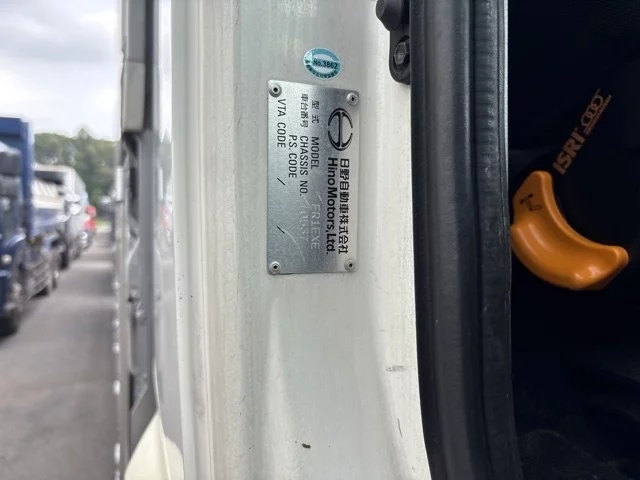 No.3862
日野自動車株式会社
Hino Motors, Ltd.
型式 MODEL FR1EXE
車台番号 CHASSIS NO.
P.S. CODE
VTA CODE / /
ISRI